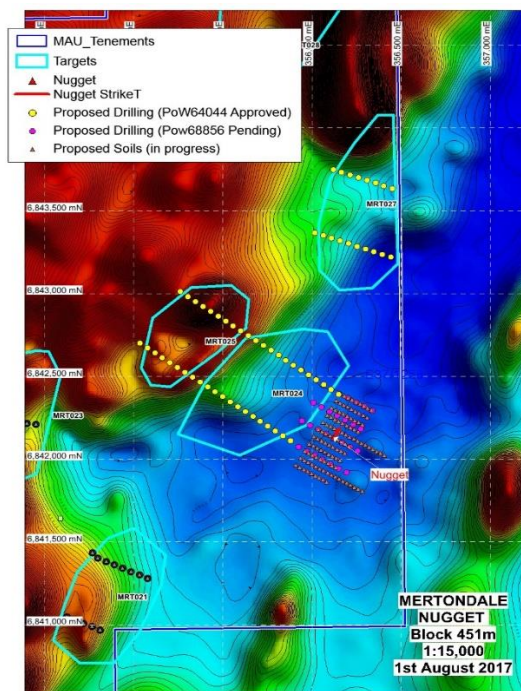 MAU_Tenements
Targets
Nugget
Nugget StrikeT
Proposed Drilling (PoW64044 Approved)
Proposed Drilling (Pow68856 Pending)
Proposed Soils (in progress)
356,500 mE
357,000 mE
MRT027
6,843,500 mN
6,843,000 mN
MRT025
6,842,500 mN
MRT024
MRT023
6,842,000 mN
Nugget
6,841,500 mN
MRT021
6,841,000 mN
MERTONDALE
NUGGET
Block 451m
1:15,000
1st August 2017